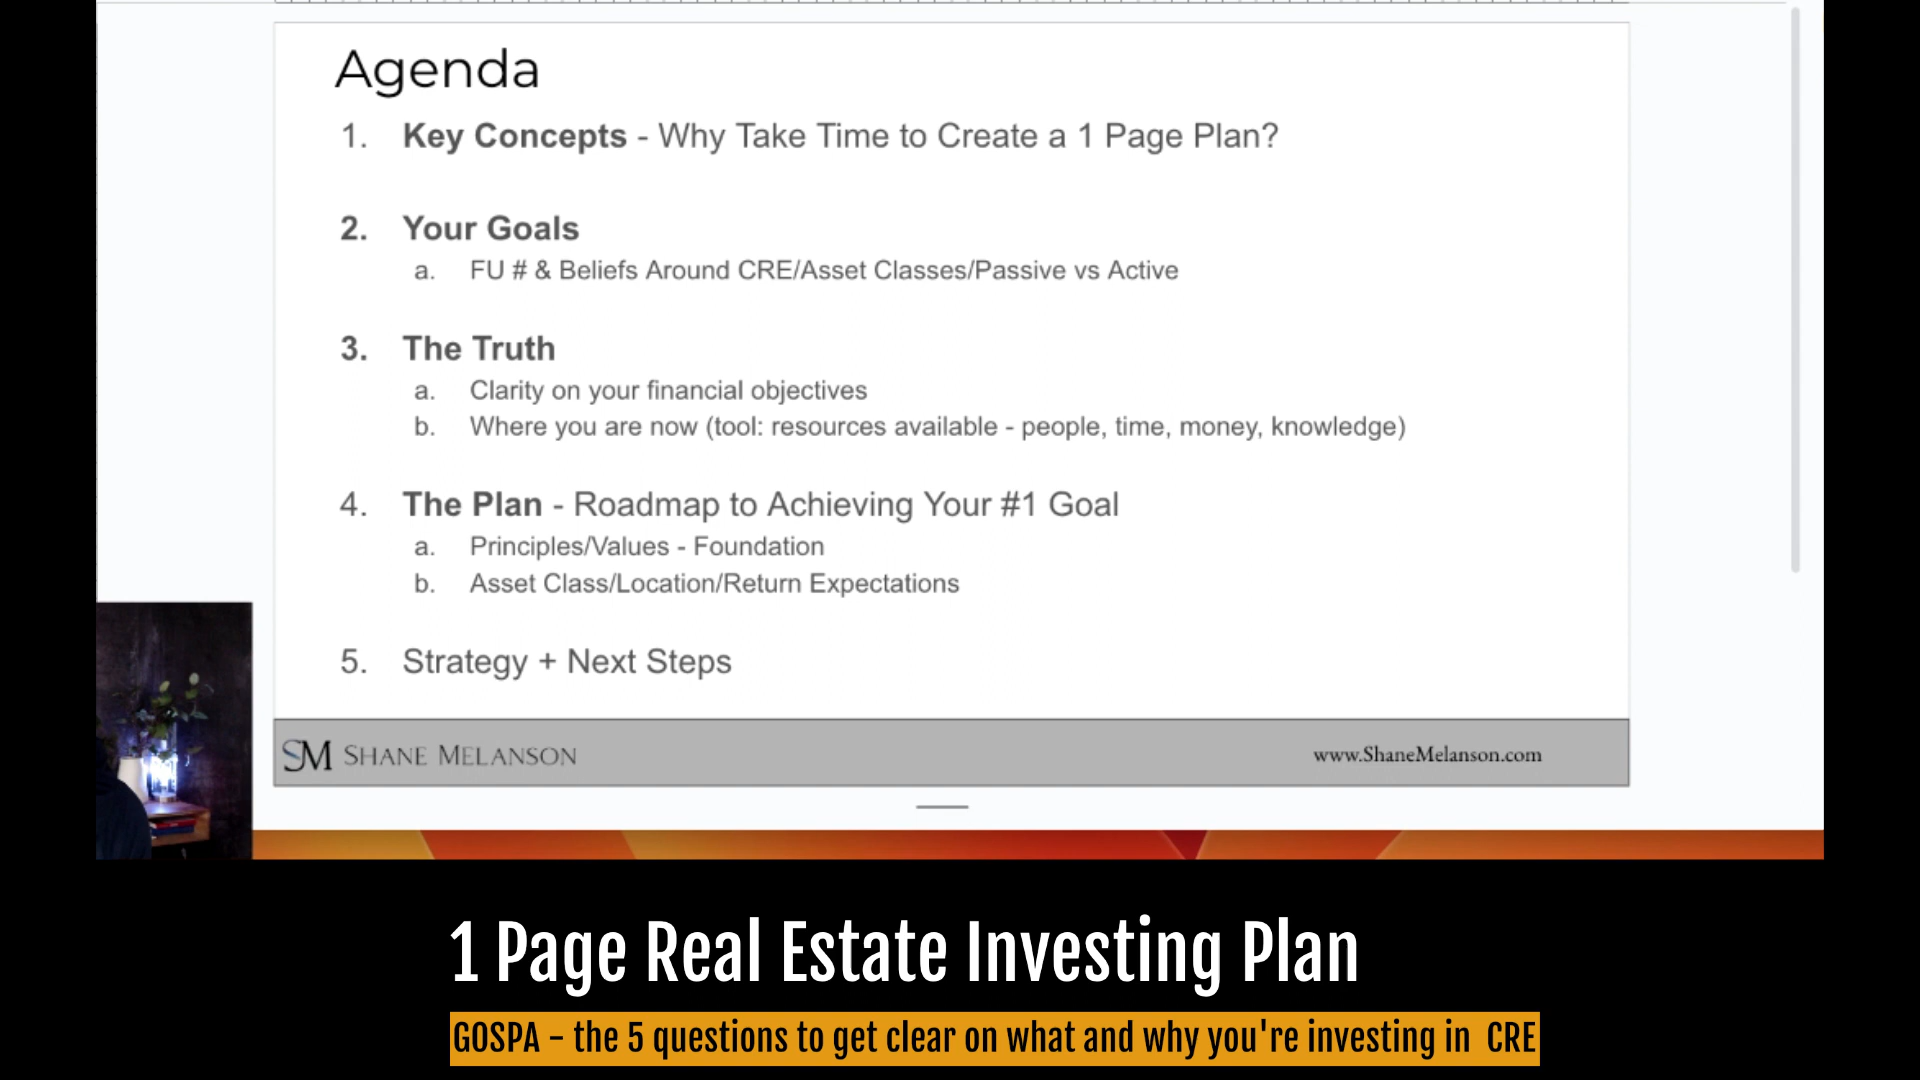 Agenda
1. Key Concepts - Why Take Time to Create a 1 Page Plan?
2. Your Goals
a. FU # & Beliefs Around CRE/Asset Classes/Passive vs Active
3. The Truth
a. Clarity on your financial objectives
b. Where you are now (tool: resources available - people, time, money, knowledge)
4. The Plan - Roadmap to Achieving Your #1 Goal
a. Principles/Values - Foundation
b. Asset Class/Location/Return Expectations
5. Strategy + Next Steps
SM SHANE MELANSON
www.ShaneMelanson.com
1 Page Real Estate Investing Plan
GOSPA - the 5 questions to get clear on what and why you're investing in CRE